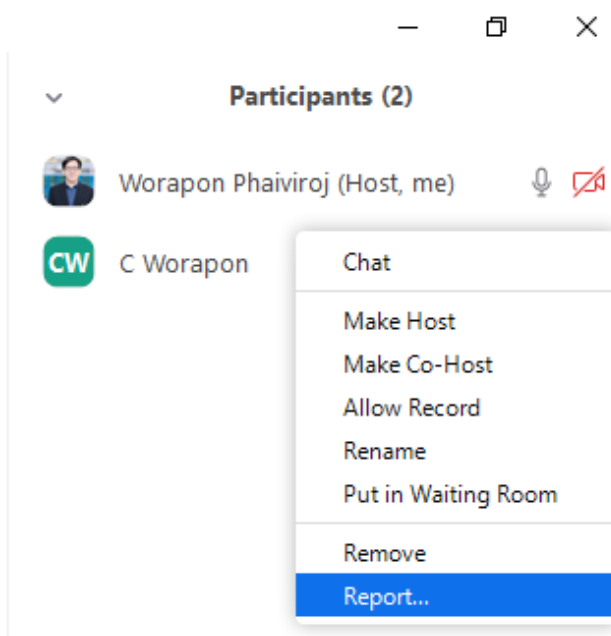 Participants (2)
Worapon Phaiviroj (Host, me)
CW C Worapon
Chat
Make Host
Make Co-Host
Allow Record
Rename
Put in Waiting Room
Remove
Report...